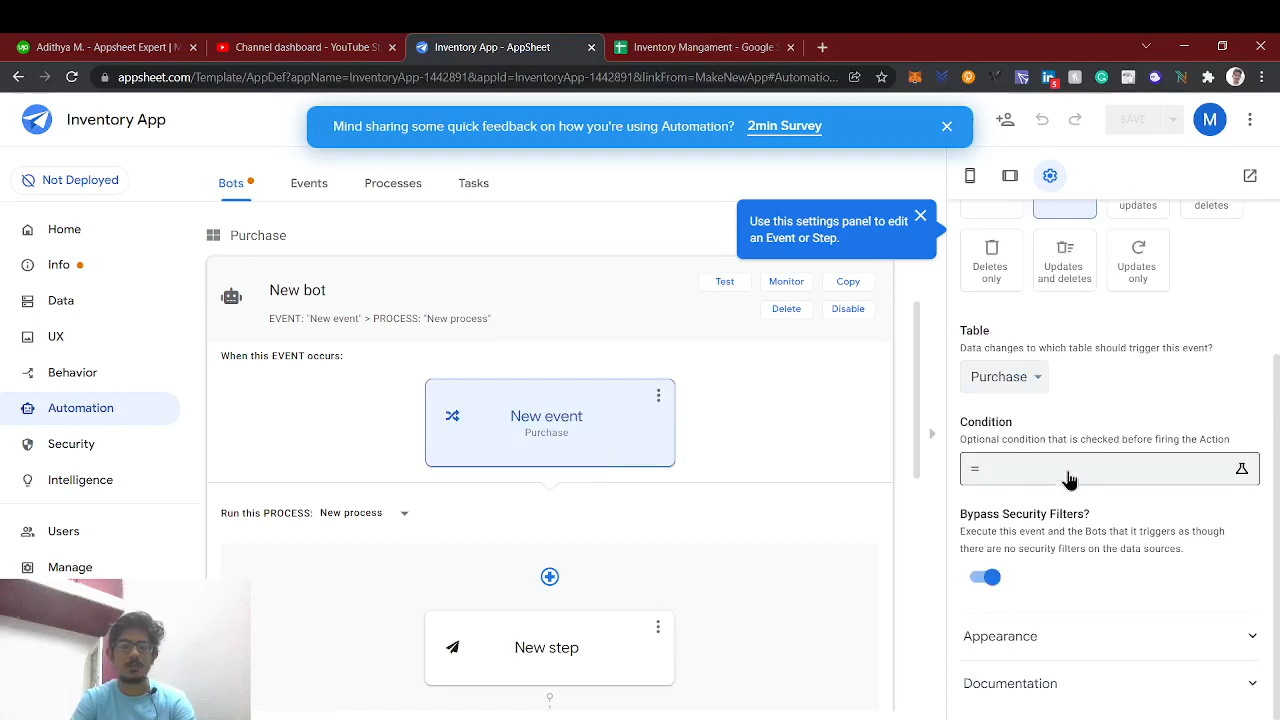 Adithya M. - Appsheet Expert | M
Channel dashboard - YouTube St
Inventory App - AppSheet
Inventory Mangament - Google S
appsheet.com/Template/AppDef?appName=InventoryApp-1442891&appId=InventoryApp-1442891&linkFrom=MakeNewApp#Automatio...
5
Inventory App
Mind sharing some quick feedback on how you're using Automation? 2min Survey
SAVE
M
Not Deployed
Bots
Events
Processes
Tasks
Home
Info
Data
UX
Behavior
Automation
Security
Intelligence
Users
Manage
Purchase
Use this settings panel to edit
an Event or Step.
New bot
EVENT: "New event" > PROCESS: "New process"
Test
Monitor
Copy
Delete
Disable
When this EVENT occurs:
New event
Purchase
Run this PROCESS: New process
New step
updates
deletes
Deletes
only
Updates
and deletes
Updates
only
Table
Data changes to which table should trigger this event?
Purchase
Condition
Optional condition that is checked before firing the Action
=
Bypass Security Filters?
Execute this event and the Bots that it triggers as though
there are no security filters on the data sources.
Appearance
Documentation